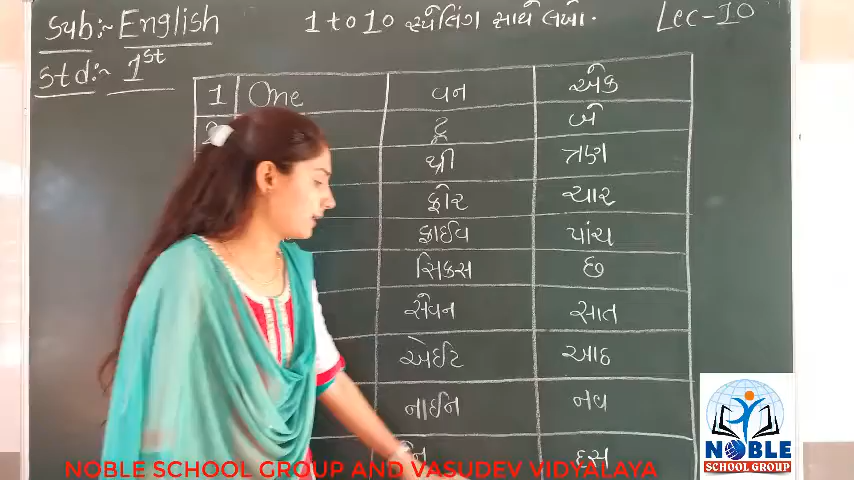 Sub:- English
1 to 10 સ્પેલિંગ સાથે લખો.
Lec-10
Std:- 1st
1 One વન એક
ટૂ બે
થ્રી ત્રણ
ફોર ચાર
ફાઈવ પાંચ
સિકસ છ
સેવન સાત
એઈટ આઠ
નાઈન નવ
દસ
NOBLE
SCHOOL GROUP
NOBLE SCHOOL GROUP AND VASUDEV VIDYALAYA